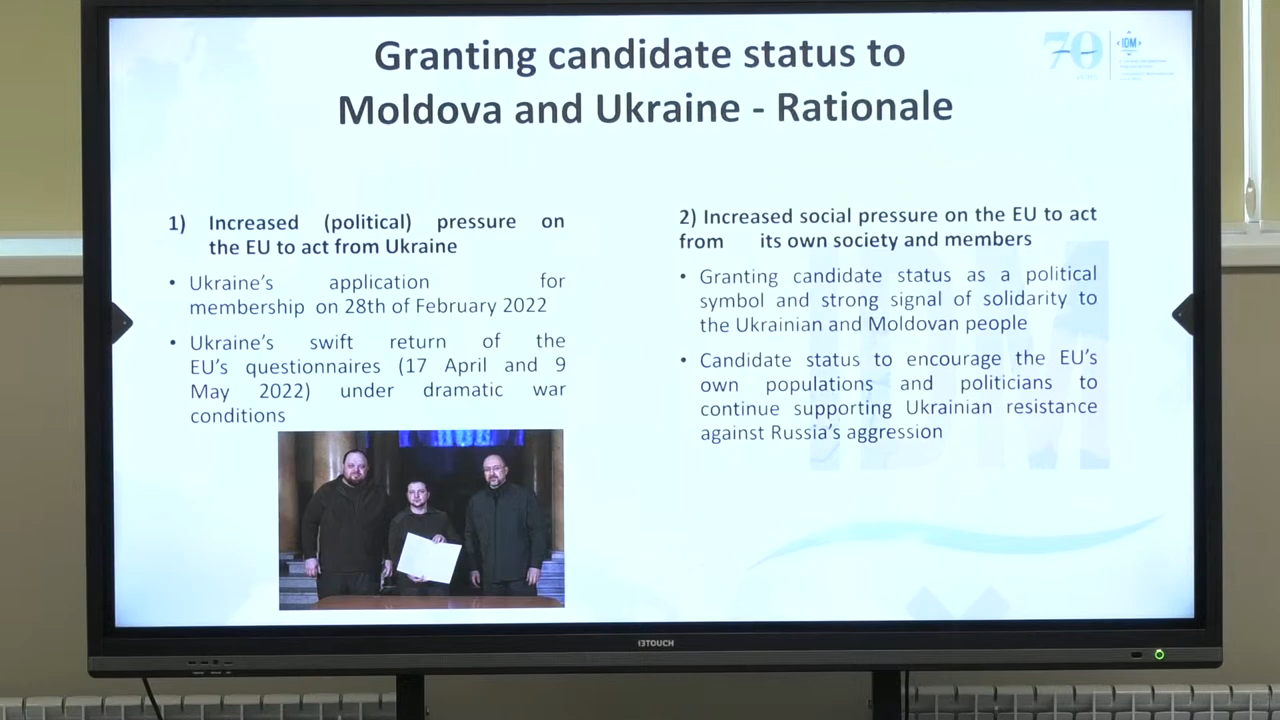 Granting candidate status to
Moldova and Ukraine - Rationale
70
IDM
1) Increased (political) pressure on
the EU to act from Ukraine
• Ukraine’s application for
membership on 28th of February 2022
• Ukraine’s swift return of the
EU’s questionnaires (17 April and 9
May 2022) under dramatic war
conditions
2) Increased social pressure on the EU to act
from its own society and members
• Granting candidate status as a political
symbol and strong signal of solidarity to
the Ukrainian and Moldovan people
• Candidate status to encourage the EU’s
own populations and politicians to
continue supporting Ukrainian resistance
against Russia’s aggression
IDM
i3TOUCH